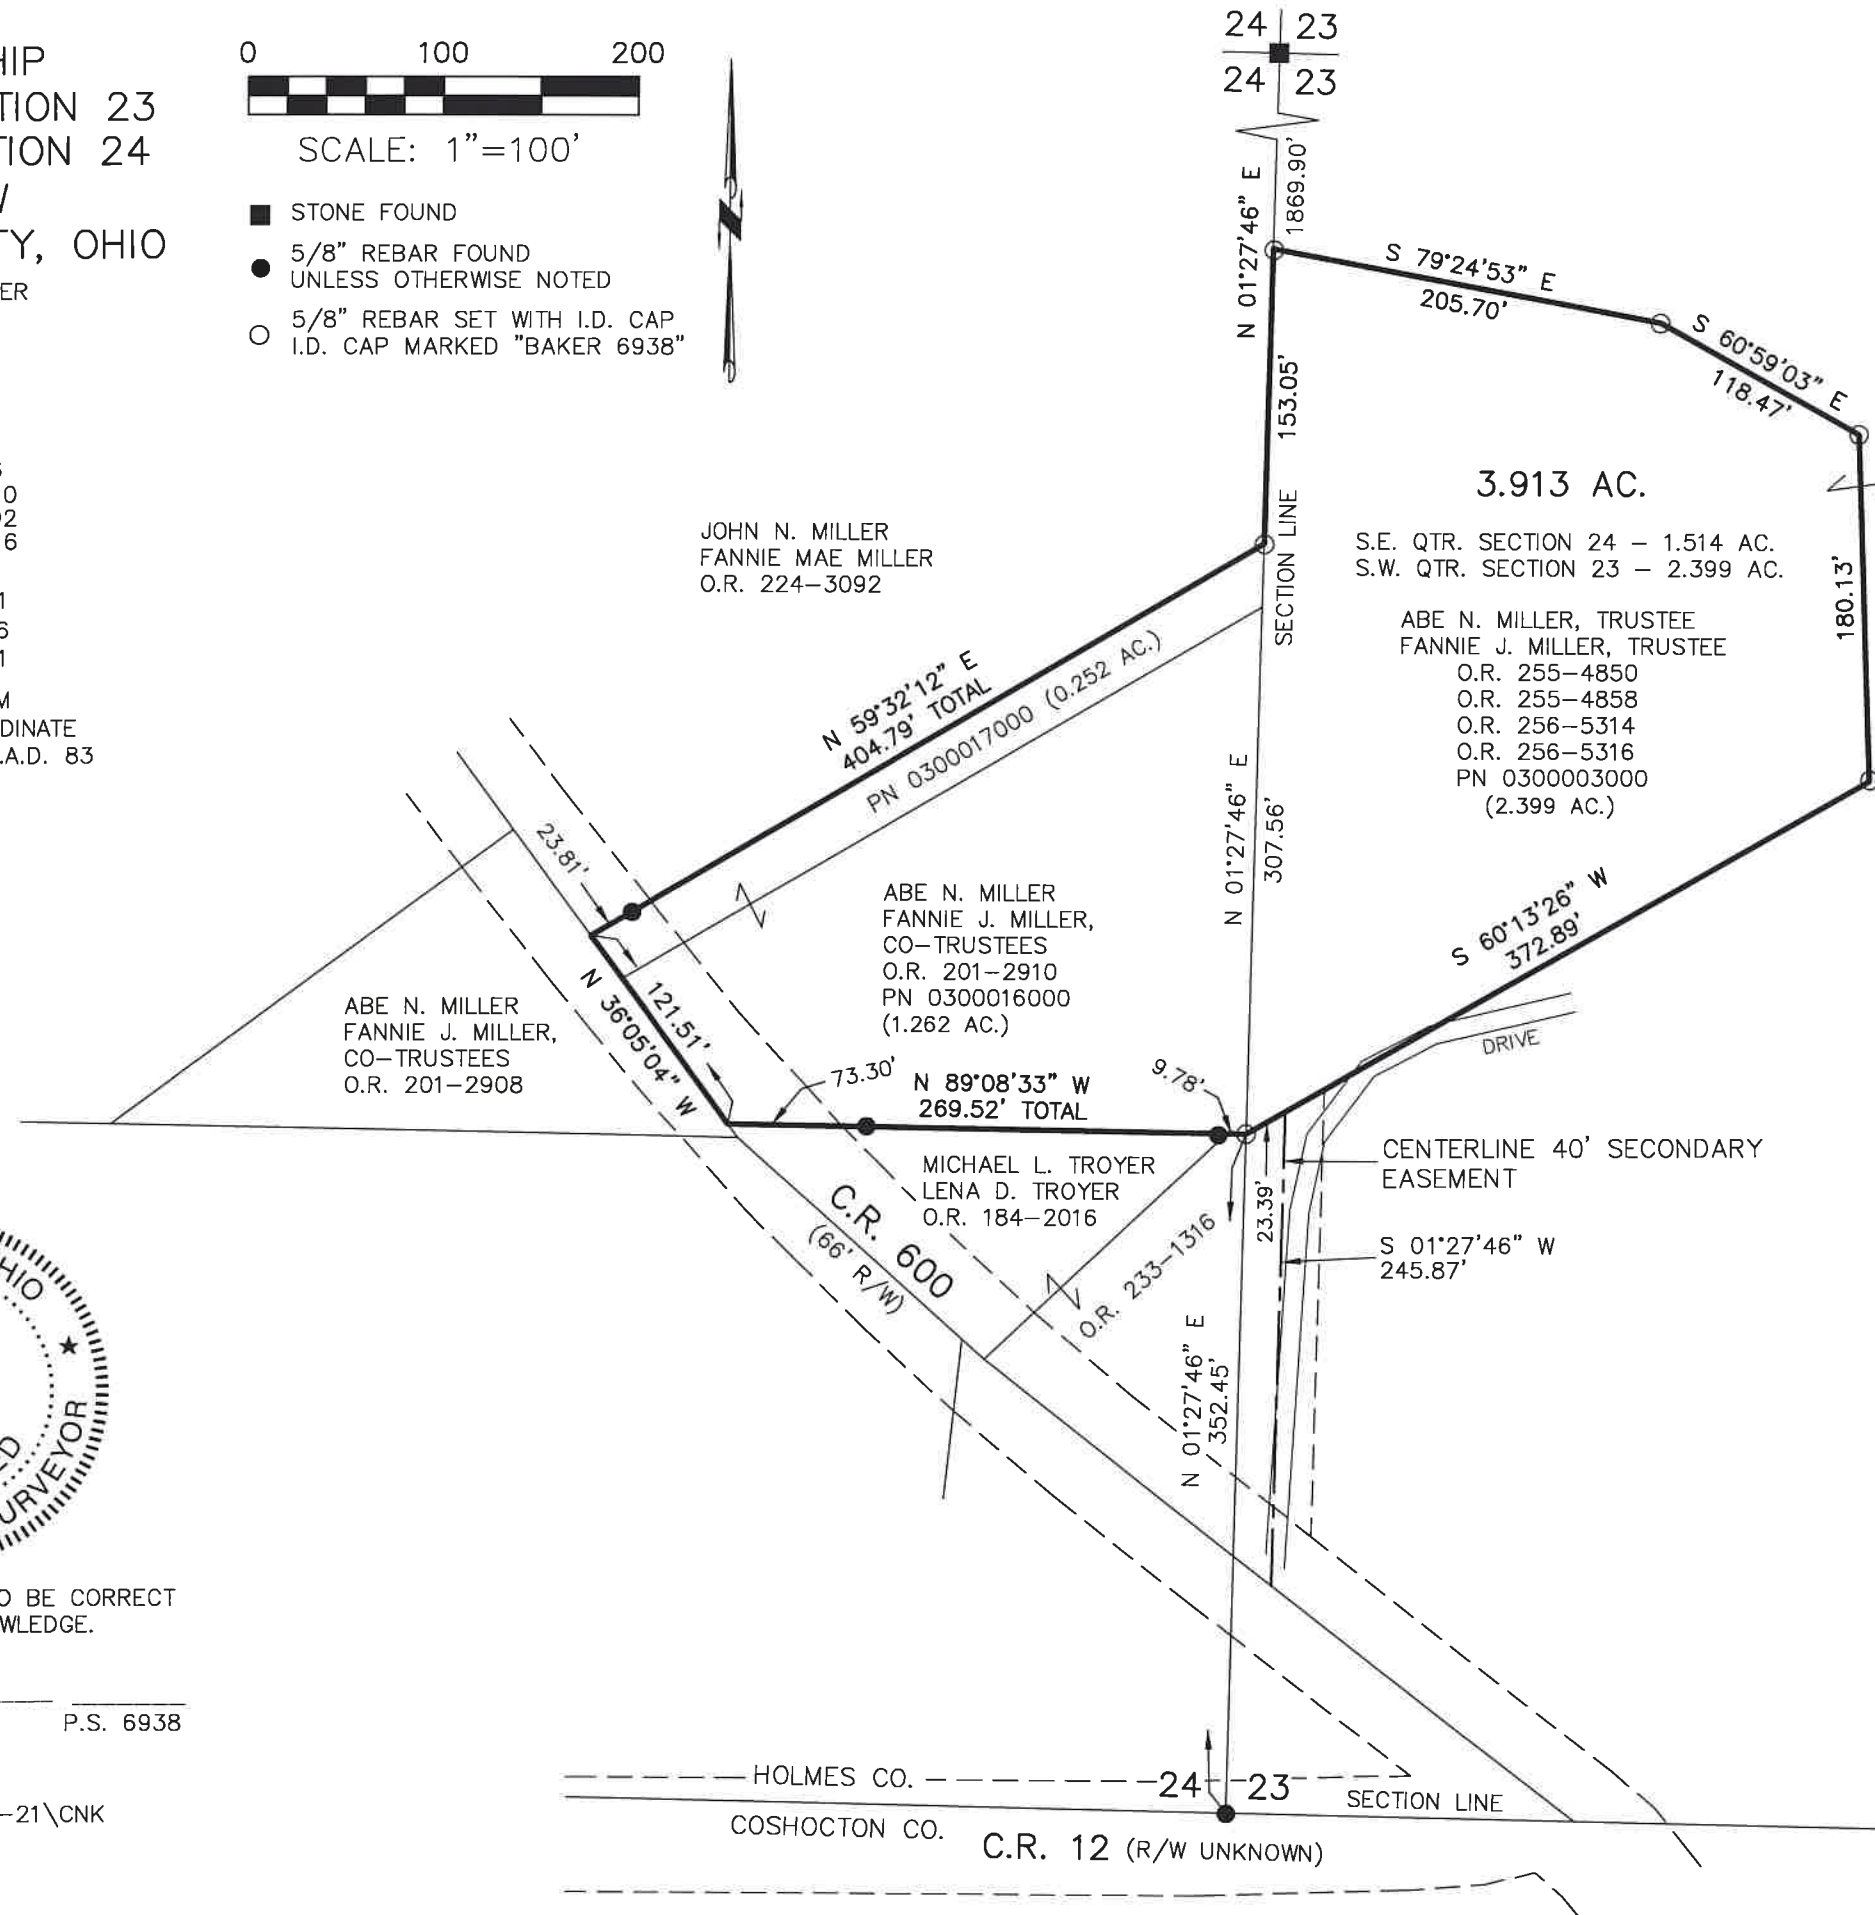 HIP
TION 23
TION 24
TY, OHIO
ER
0 100 200
SCALE: 1"=100'
STONE FOUND
5/8" REBAR FOUND
UNLESS OTHERWISE NOTED
5/8" REBAR SET WITH I.D. CAP
I.D. CAP MARKED "BAKER 6938"
24 23
24 23
N 01°27'46" E
1869.90'
S 79°24'53" E
205.70'
S 60°59'03" E
118.47'
153.05'
SECTION LINE
3.913 AC.
S.E. QTR. SECTION 24 – 1.514 AC.
S.W. QTR. SECTION 23 – 2.399 AC.
180.13'
ABE N. MILLER, TRUSTEE
FANNIE J. MILLER, TRUSTEE
O.R. 255–4850
O.R. 255–4858
O.R. 256–5314
O.R. 256–5316
PN 0300003000
(2.399 AC.)
JOHN N. MILLER
FANNIE MAE MILLER
O.R. 224–3092
0
92
6
1
6
1
M
DINATE
.A.D. 83
N 59°32'12" E
404.79' TOTAL
PN 0300017000 (0.252 AC.)
N 01°27'46" E
307.56'
23.81'
ABE N. MILLER
FANNIE J. MILLER,
CO–TRUSTEES
O.R. 201–2910
PN 0300016000
(1.262 AC.)
S 60°13'26" W
372.89'
DRIVE
121.51'
N 36°05'04" W
ABE N. MILLER
FANNIE J. MILLER,
CO–TRUSTEES
O.R. 201–2908
73.30'
N 89°08'33" W
269.52' TOTAL
9.78'
MICHAEL L. TROYER
LENA D. TROYER
O.R. 184–2016
23.39'
CENTERLINE 40' SECONDARY
EASEMENT
S 01°27'46" W
245.87'
C.R. 600
(66' R/W)
O.R. 233–1316
N 01°27'46" E
352.45'
HIO
ED
URVEYOR
O BE CORRECT
WLEDGE.
P.S. 6938
–21\CNK
HOLMES CO.
24 23
SECTION LINE
COSHOCTON CO.
C.R. 12 (R/W UNKNOWN)